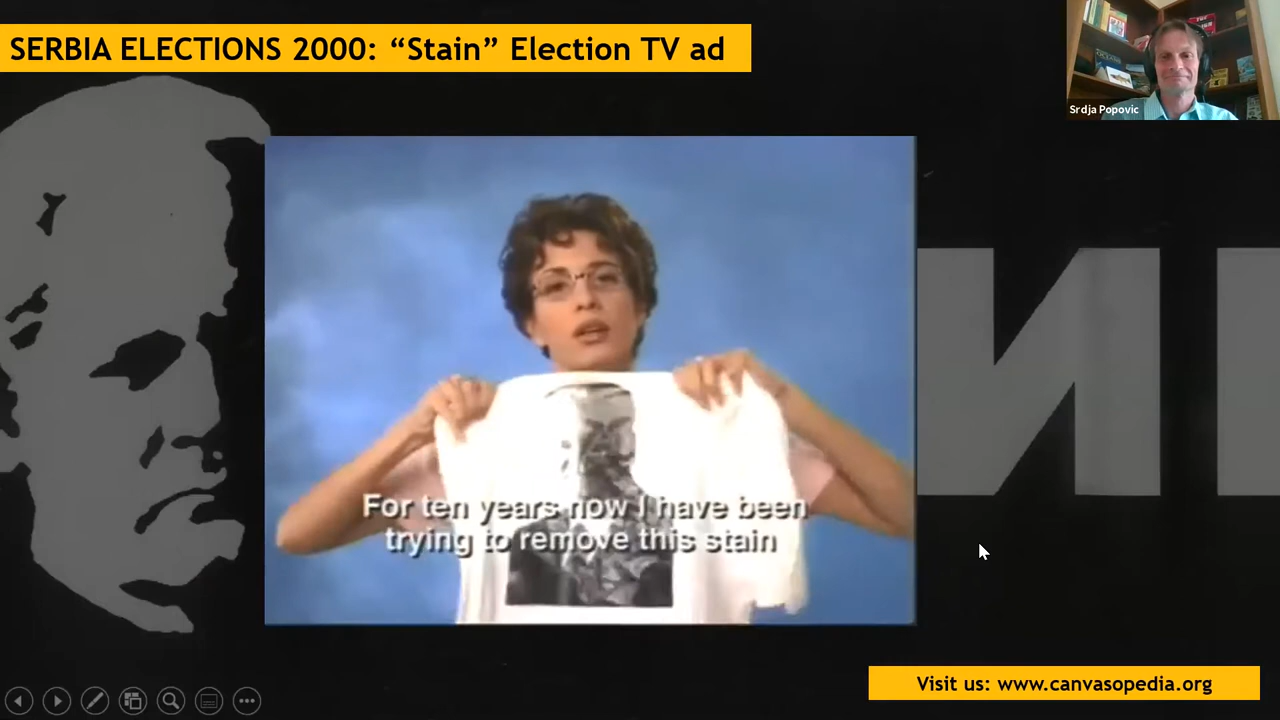 SERBIA ELECTIONS 2000: “Stain” Election TV ad
Srdja Popovic
For ten years now I have been
trying to remove this stain
Visit us: www.canvasopedia.org